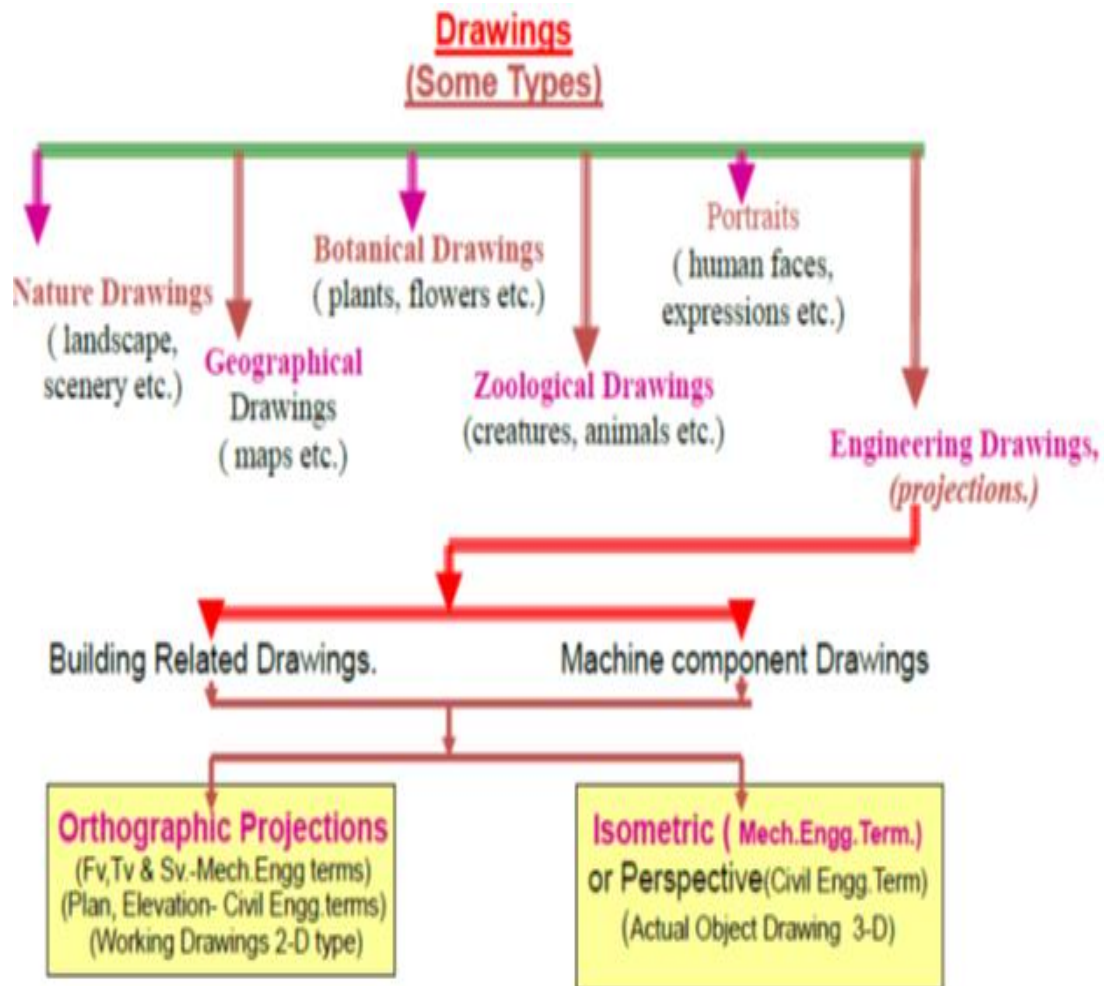 Drawings
(Some Types)
Nature Drawings
( landscape,
scenery etc.)
Geographical
Drawings
( maps etc.)
Botanical Drawings
( plants, flowers etc.)
Zoological Drawings
(creatures, animals etc.)
Portraits
( human faces,
expressions etc.)
Engineering Drawings,
(projections.)
Building Related Drawings.
Machine component Drawings
Orthographic Projections
(Fv,Tv & Sv.-Mech.Engg terms)
(Plan, Elevation- Civil Engg.terms)
(Working Drawings 2-D type)
Isometric ( Mech.Engg.Term.)
or Perspective(Civil Engg.Term)
(Actual Object Drawing 3-D)